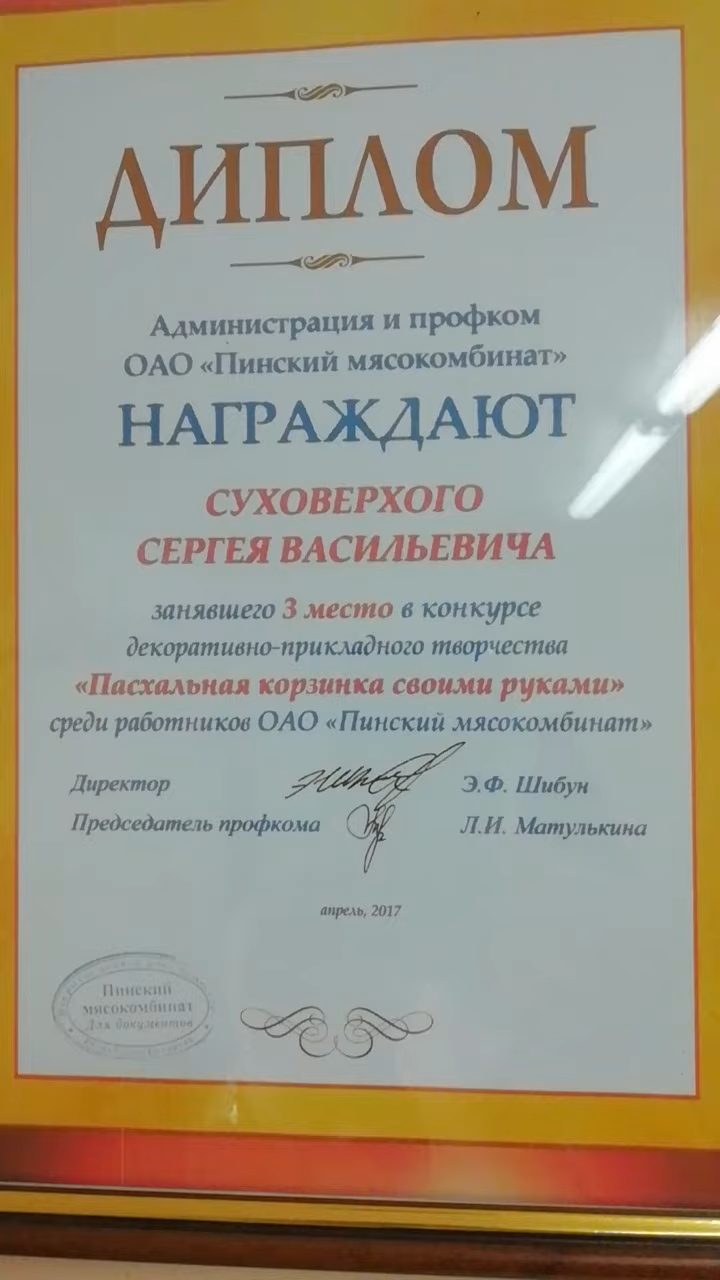 ДИПЛОМ
Администрация и профком
ОАО «Пинский мясокомбинат»
НАГРАЖДАЮТ
СУХОВЕРХОГО
СЕРГЕЯ ВАСИЛЬЕВИЧА
занявшего 3 место в конкурсе
декоративно-прикладного творчества
«Пасхальная корзинка своими руками»
среди работников ОАО «Пинский мясокомбинат»
Директор Э.Ф. Шибун
Председатель профкома Л.И. Матулькина
апрель, 2017
Пинский
мясокомбинат
Для документов